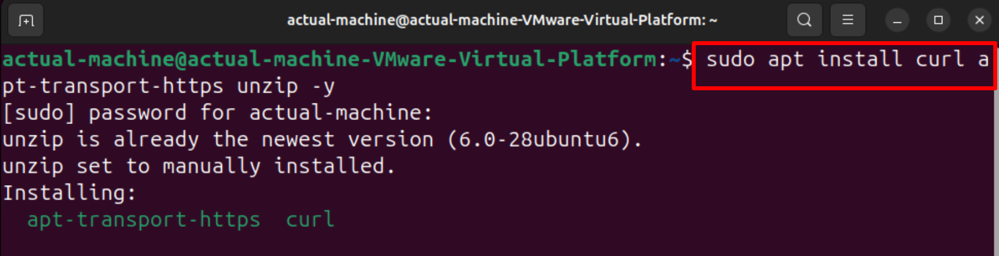 actual-machine@actual-machine-VMware-Virtual-Platform: ~
actual-machine@actual-machine-VMware-Virtual-Platform:~$ sudo apt install curl a
pt-transport-https unzip -y
[sudo] password for actual-machine:
unzip is already the newest version (6.0-28ubuntu6).
unzip set to manually installed.
Installing:
  apt-transport-https  curl